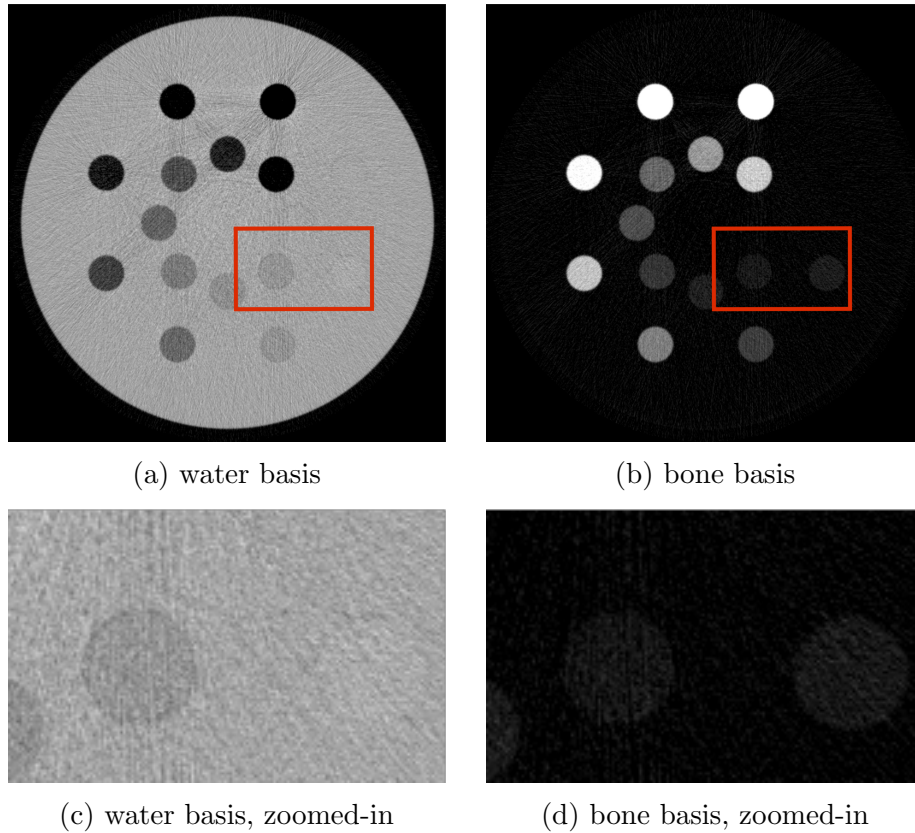 (a) water basis
(b) bone basis
(c) water basis, zoomed-in
(d) bone basis, zoomed-in